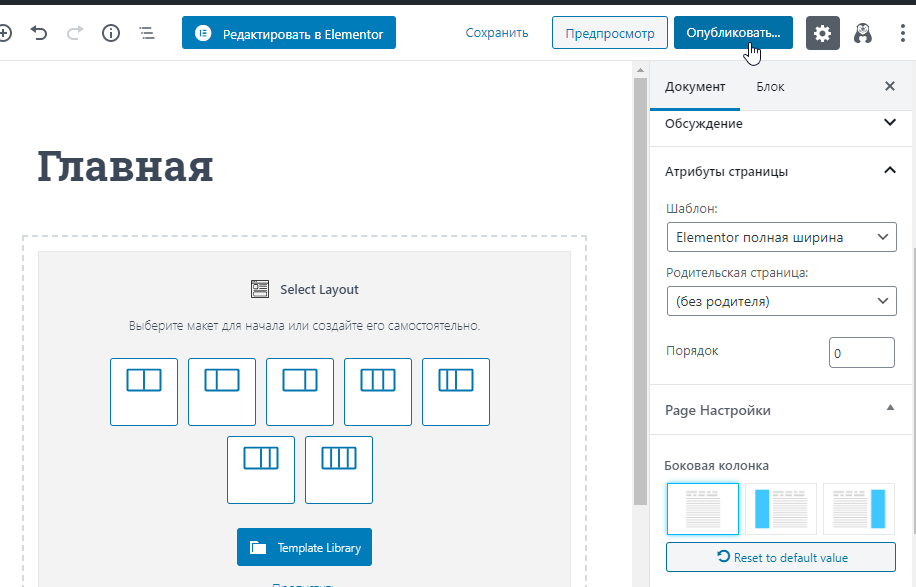 Редактировать в Elementor
Сохранить
Предпросмотр
Опубликовать...
Документ
Блок
Обсуждение
Главная
Атрибуты страницы
Шаблон:
Elementor полная ширина
Родительская страница:
(без родителя)
Порядок
0
Select Layout
Выберите макет для начала или создайте его самостоятельно.
Template Library
Page Настройки
Боковая колонка
Reset to default value